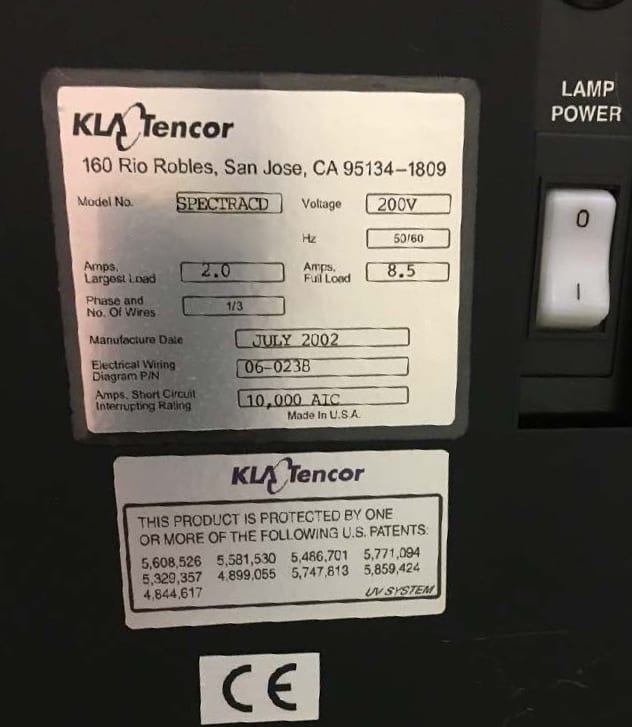 KLA Tencor
160 Rio Robles, San Jose, CA 95134-1809
Model No. SPECTRACD Voltage 200V
Hz 50/60
Amps, Largest Load 2.0 Amps, Full Load 8.5
Phase and No. Of Wires 1/3
Manufacture Date JULY 2002
Electrical Wiring Diagram P/N 06-0238
Amps, Short Circuit Interrupting Rating 10,000 AIC
Made In U.S.A.
LAMP
POWER
O
I
KLA Tencor
THIS PRODUCT IS PROTECTED BY ONE
OR MORE OF THE FOLLOWING U.S. PATENTS:
5,608,526 5,581,530 5,486,701 5,771,094
5,329,357 4,899,055 5,747,813 5,859,424
4,844,617 UV SYSTEM
CE